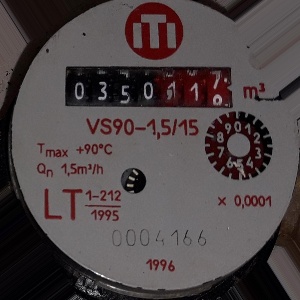 ITI
0350117 m³
VS90-1,5/15
Tmax +90°C
Qn 1,5m³/h
LT 1-212
1995
x 0,0001
0004166
1996